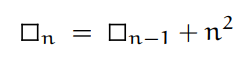 □ₙ = □ₙ₋₁ + n²